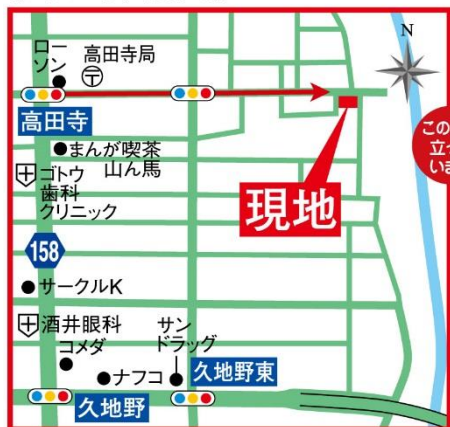 N
ローソン
高田寺局
〒
高田寺
まんが喫茶
山ん馬
ゴトウ
歯科
クリニック
現地
この
立つ
いま
158
サークルK
酒井眼科
サン
ドラッグ
コメダ
ナフコ
久地野東
久地野